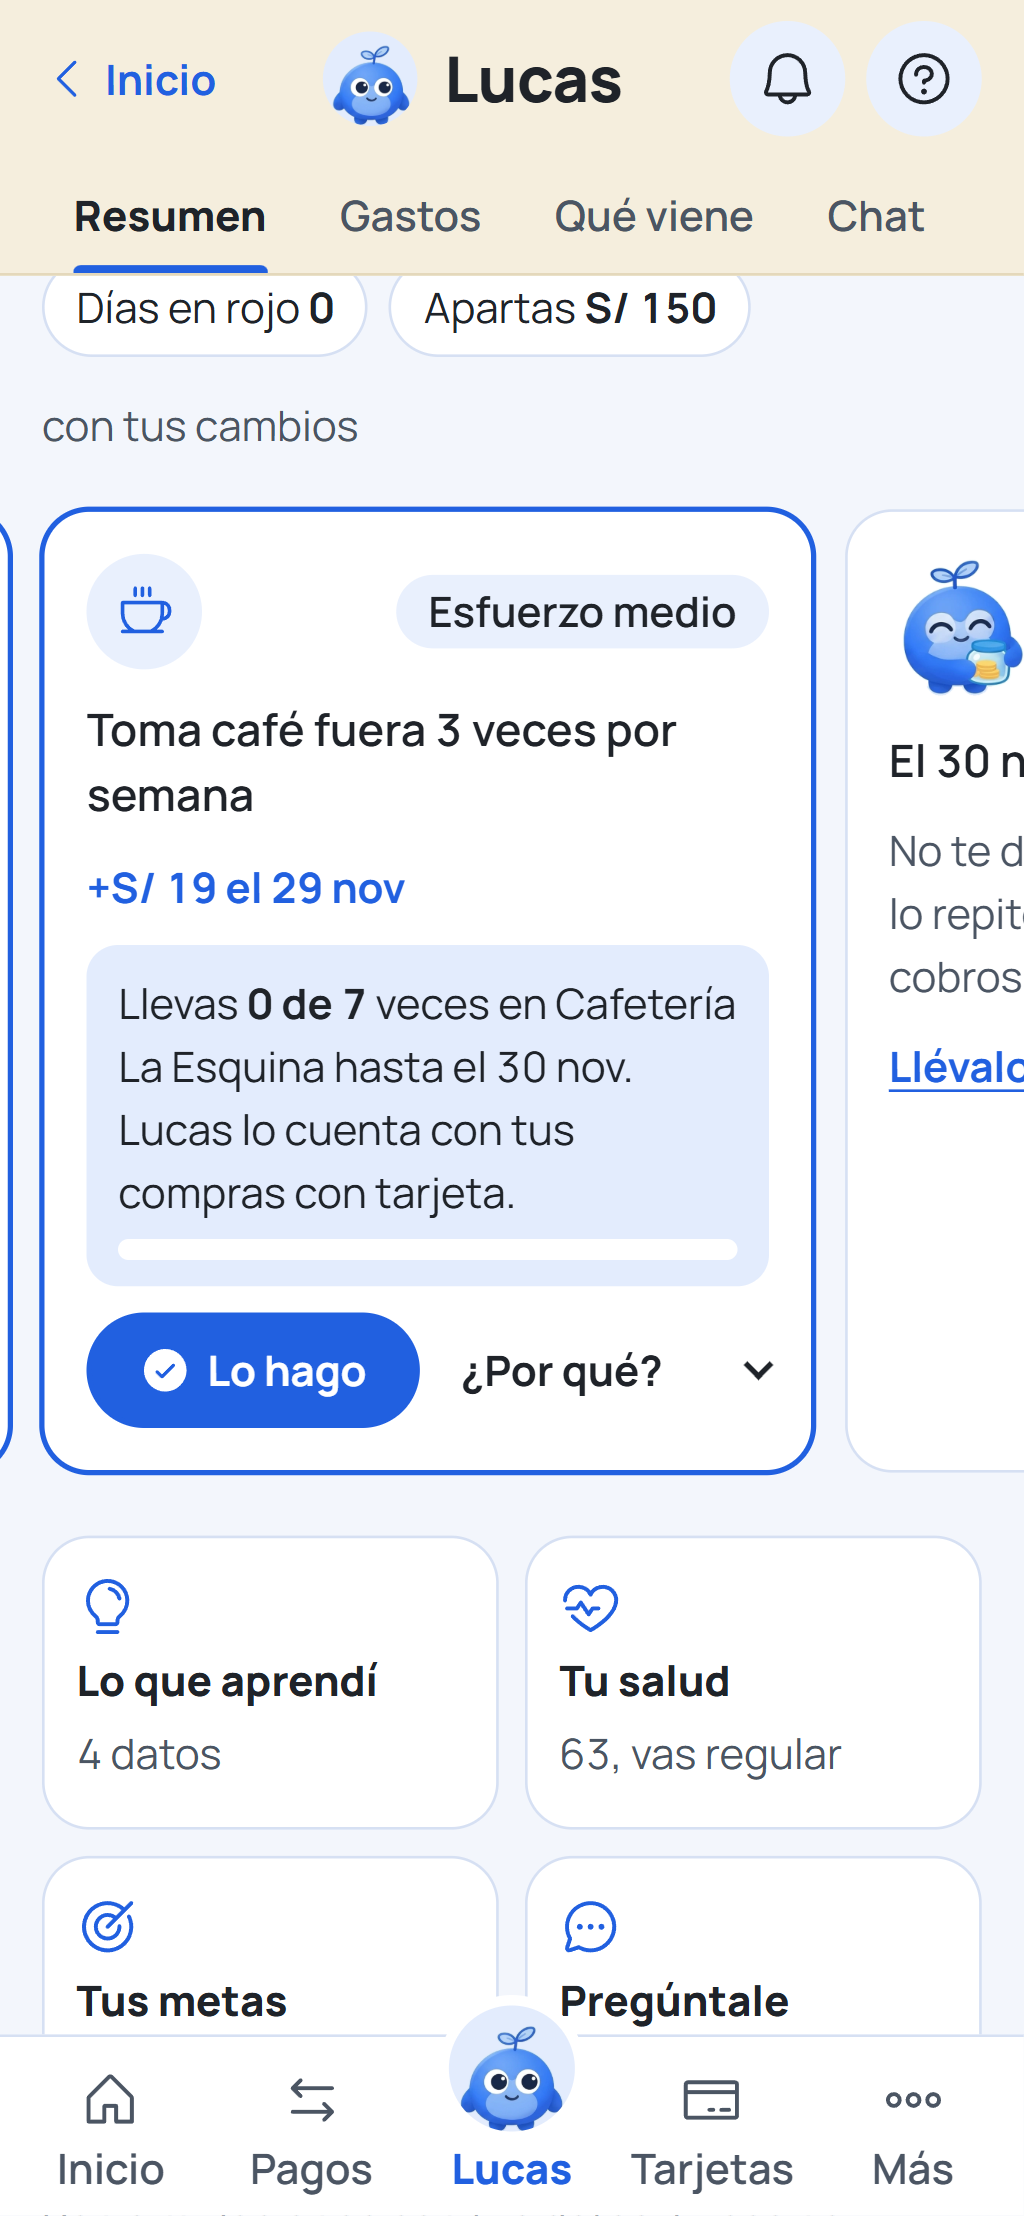 Inicio
Lucas
Resumen
Gastos
Qué viene
Chat
Días en rojo 0
Apartas S/ 150
con tus cambios
Esfuerzo medio
Toma café fuera 3 veces por
semana
+S/ 19 el 29 nov
Llevas 0 de 7 veces en Cafetería
La Esquina hasta el 30 nov.
Lucas lo cuenta con tus
compras con tarjeta.
Lo hago
¿Por qué?
El 30
No te
lo
cobros
Lo que aprendí
4 datos
Tu salud
63, vas regular
Tus metas
Pregúntale
Inicio
Pagos
Lucas
Tarjetas
Más